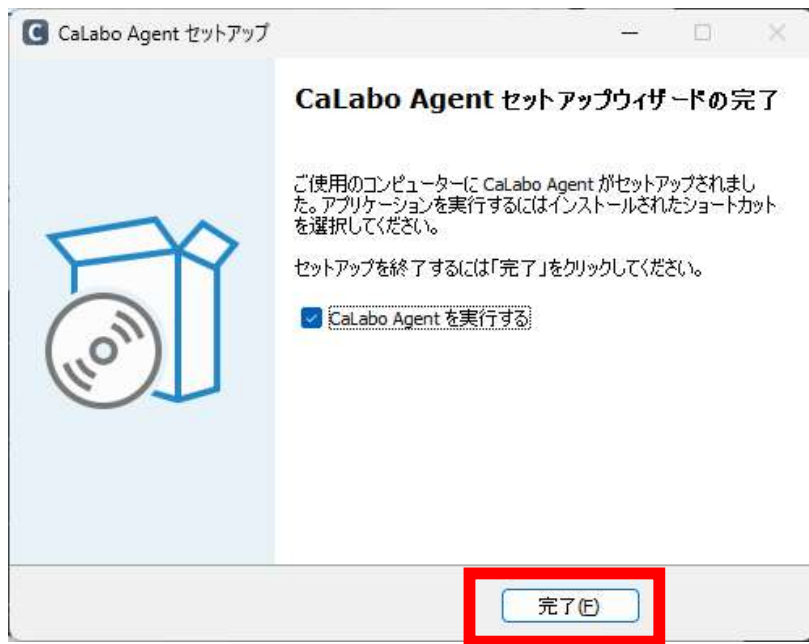 CaLabo Agent セットアップ
CaLabo Agent セットアップウィザードの完了
ご使用のコンピューターに CaLabo Agent がセットアップされまし
た。アプリケーションを実行するにはインストールされたショートカット
を選択してください。
セットアップを終了するには「完了」をクリックしてください。
CaLabo Agent を実行する
完了(F)